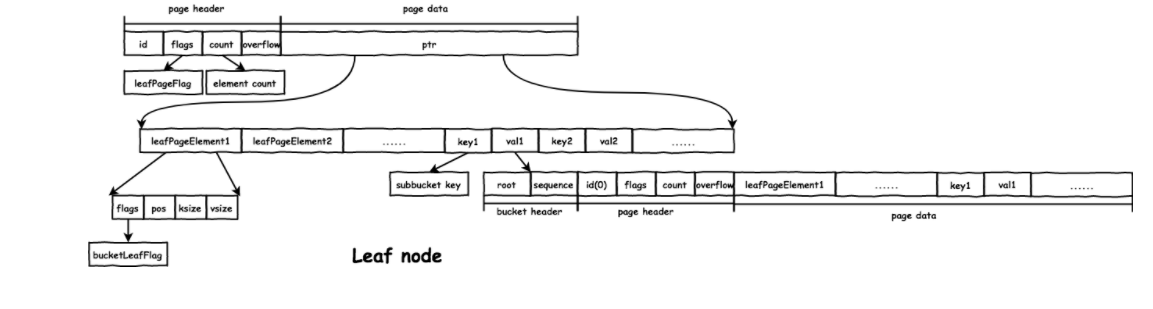 page header page data
id flags count overflow ptr
leafPageFlag element count
leafPageElement1 leafPageElement2 ...... key1 val1 key2 val2 ......
subbucket key root sequence id(0) flags count overflow leafPageElement1 ...... key1 val1 ......
flags pos ksize vsize bucket header page header page data
bucketLeafFlag Leaf node